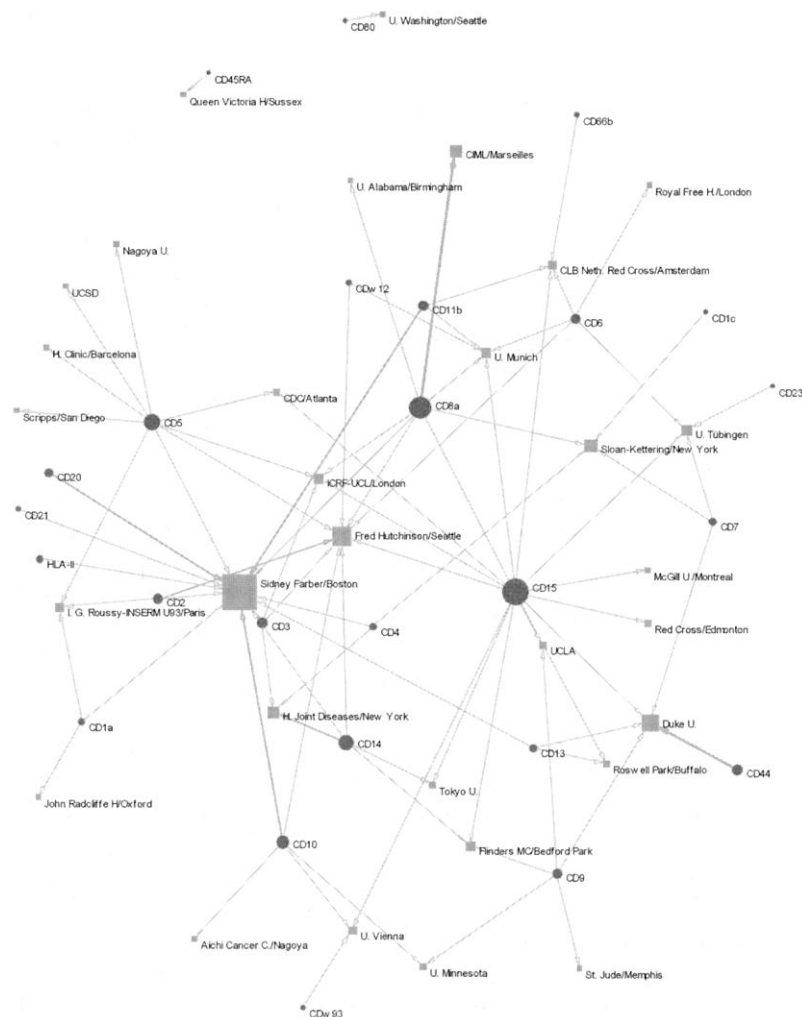 U. Washington/Seattle
CD80
CD45RA
Queen Victoria H/Sussex
CD66b
CIML/Marseilles
U. Alabama/Birmingham
Royal Free H./London
Nagoya U.
CLB Neth. Red Cross/Amsterdam
UCSD
CDw 12
CD11b
CD6
CD1c
H. Clinic/Barcelona
U. Munich
CD23
CDC/Atlanta
Scripps/San Diego
CD5
CD8a
U. Tübingen
Sloan-Kettering/New York
CD20
ICRF-UCL/London
CD21
CD7
Fred Hutchinson/Seattle
HLA-II
Sidney Farber/Boston
CD15
McGill U./Montreal
CD2
I. G. Roussy-INSERM U93/Paris
CD3
CD4
Red Cross/Edmonton
UCLA
CD1a
H. Joint Diseases/New York
Duke U.
CD14
CD13
Roswell Park/Buffalo
CD44
Tokyo U.
John Radcliffe H/Oxford
CD10
Flinders MC/Bedford Park
CD9
U. Vienna
Aichi Cancer C./Nagoya
U. Minnesota
St. Jude/Memphis
CDw 93